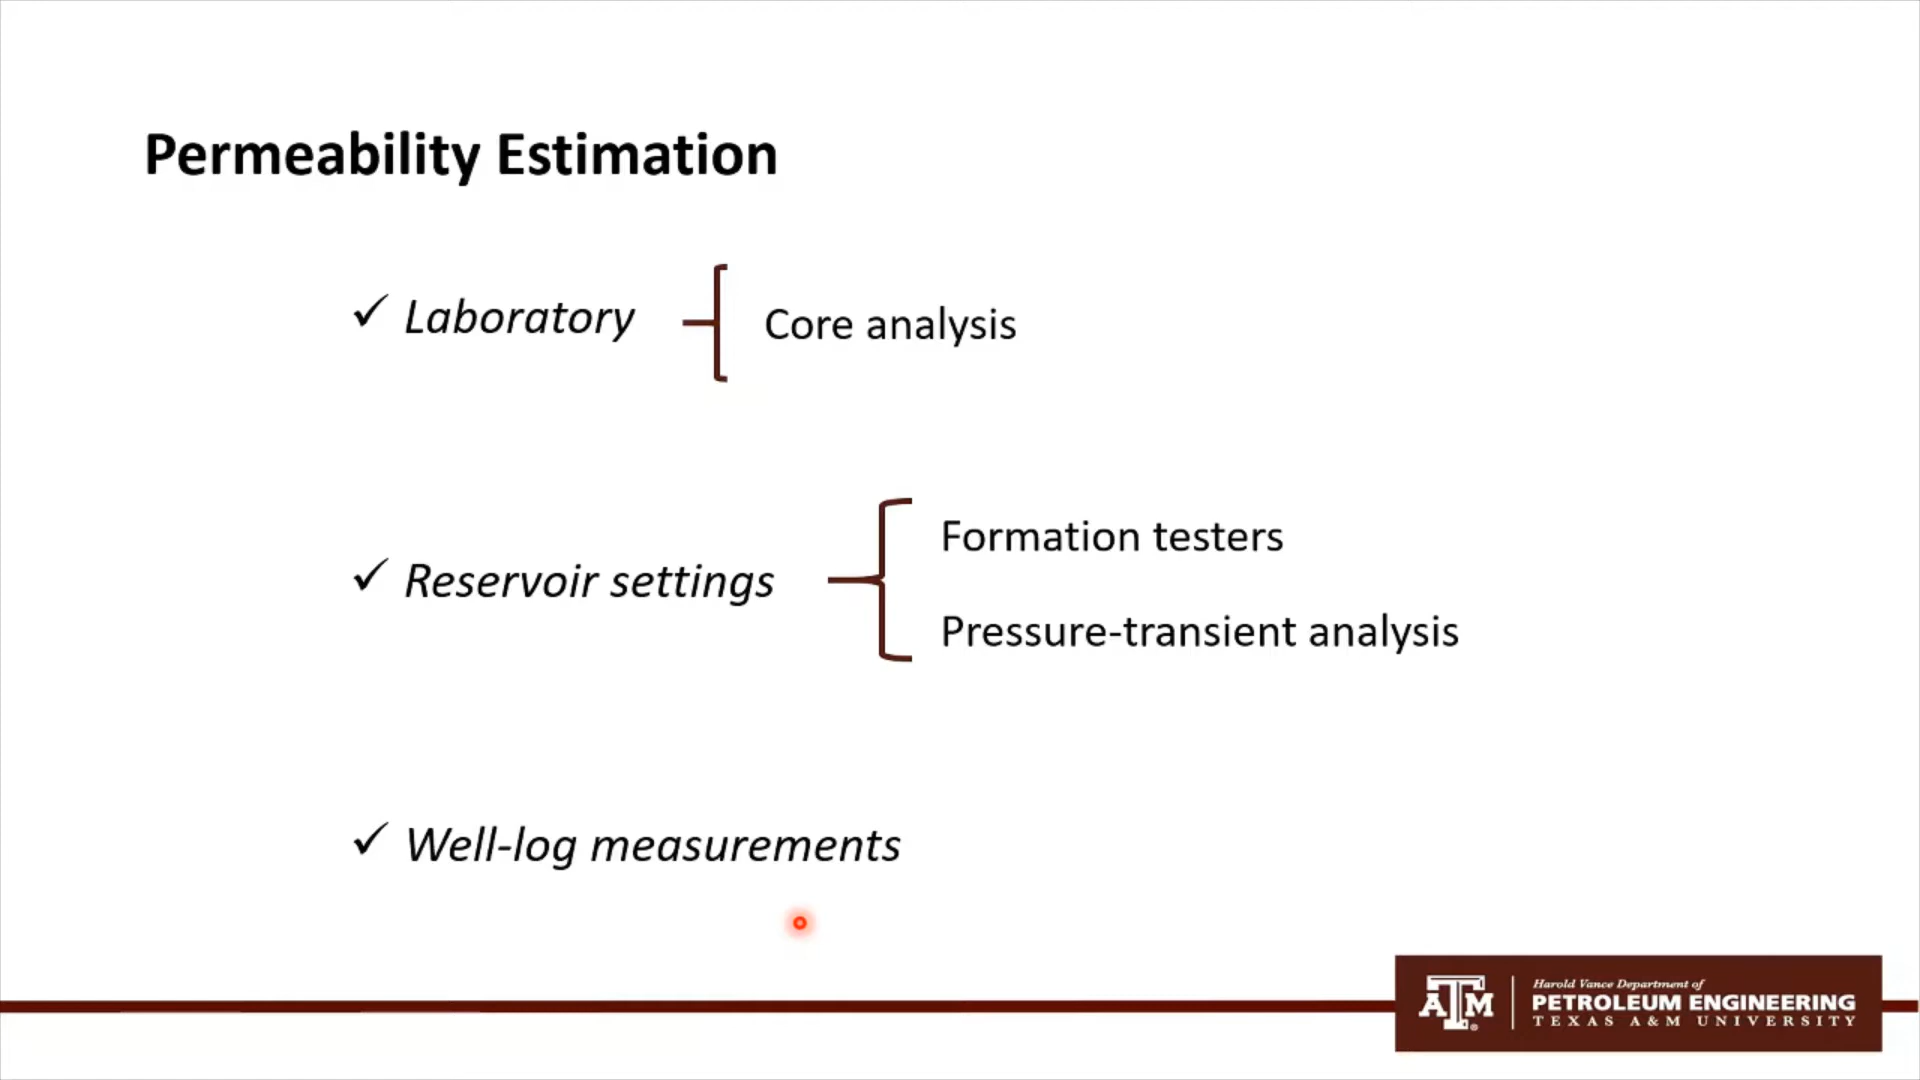 Permeability Estimation
✓ Laboratory
Core analysis
✓ Reservoir settings
Formation testers
Pressure-transient analysis
✓ Well-log measurements
ATM
Harold Vance Department of
PETROLEUM ENGINEERING
TEXAS A&M UNIVERSITY